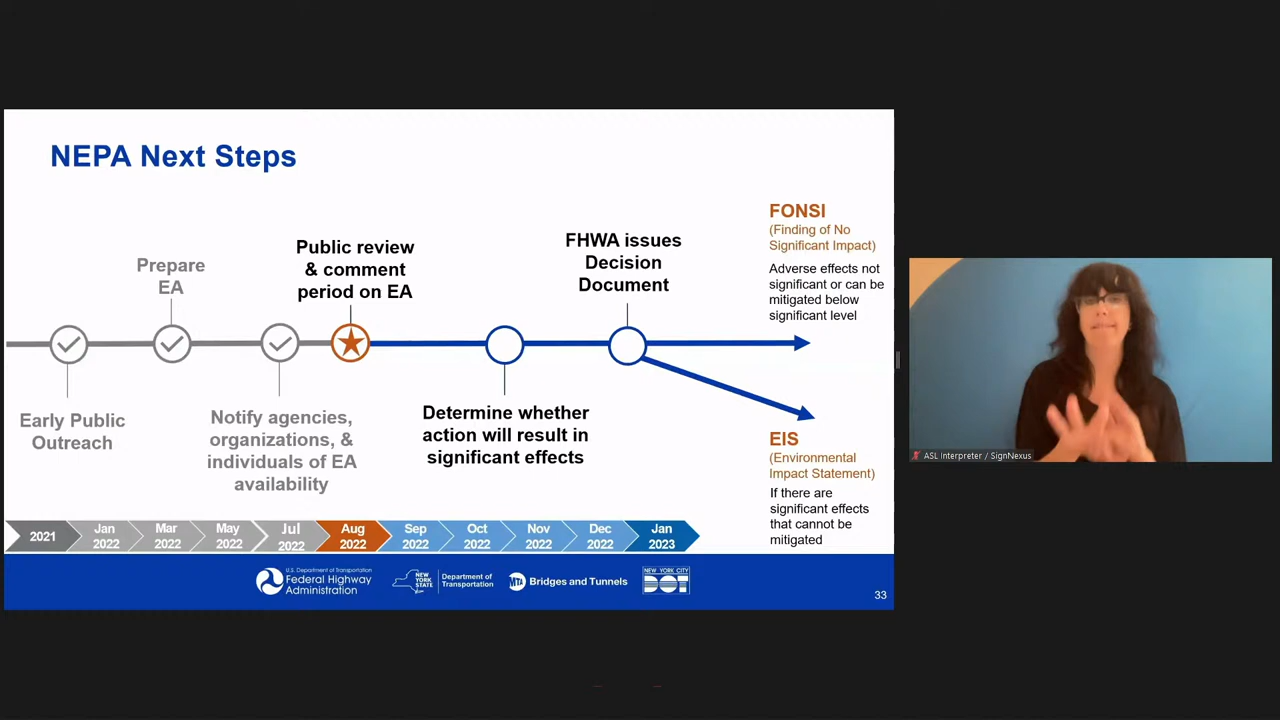 NEPA Next Steps
Early Public
Outreach
Prepare
EA
Notify agencies,
organizations, &
individuals of EA
availability
Public review
& comment
period on EA
Determine whether
action will result in
significant effects
FHWA issues
Decision
Document
FONSI
(Finding of No
Significant Impact)
Adverse effects not
significant or can be
mitigated below
significant level
EIS
(Environmental
Impact Statement)
If there are
significant effects
that cannot be
mitigated
2021
Jan
2022
Mar
2022
May
2022
Jul
2022
Aug
2022
Sep
2022
Oct
2022
Nov
2022
Dec
2022
Jan
2023
U.S. Department of Transportation
Federal Highway
Administration
NEW
YORK
STATE
Department of
Transportation
MTA
Bridges and Tunnels
NEW YORK CITY
DOT
33
ASL Interpreter / SignNexus